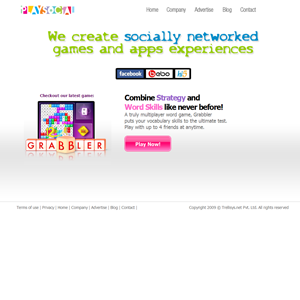 PLAYSOCIAL
Home Company Advertise Blog Contact
We create socially networked
games and apps experiences
facebook bebo hi5
Checkout our latest game:
GRABBLER
Combine Strategy and
Word Skills like never before!
A truly multiplayer word game, Grabbler
puts your vocabulary skills to the ultimate test.
Play with up to 4 friends at anytime.
Play Now!
Terms of use | Privacy | Home | Company | Advertise | Blog | Contact |
Copyright 2009 @ Pvt. Ltd. All rights reserved